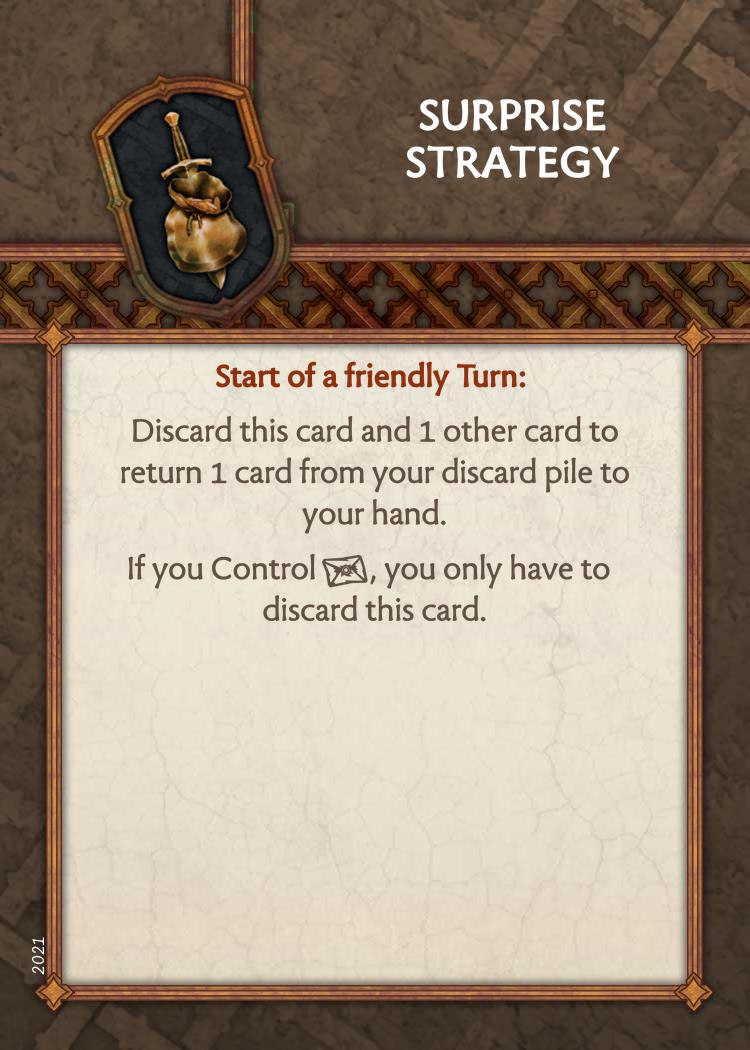 SURPRISE
STRATEGY
Start of a friendly Turn:
Discard this card and 1 other card to
return 1 card from your discard pile to
your hand.
If you Control , you only have to
discard this card.
2021